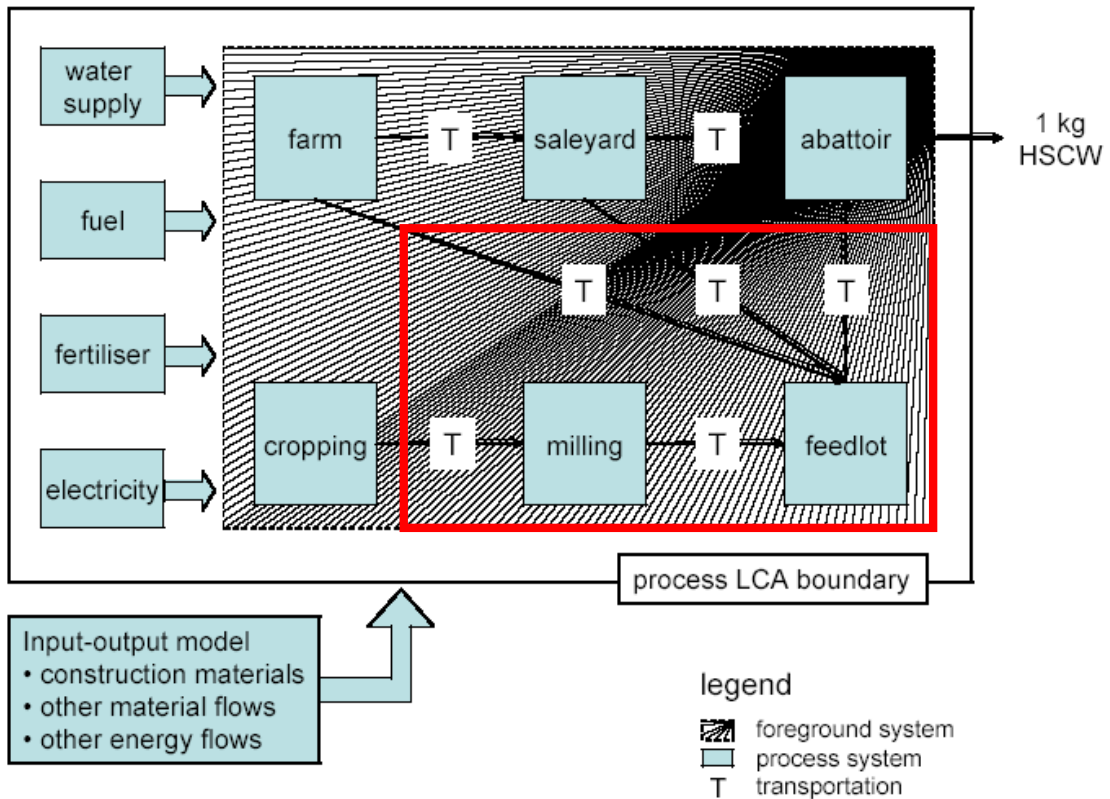 water
supply
fuel
fertiliser
electricity
farm
T
saleyard
T
abattoir
1 kg
HSCW
T
T
T
cropping
T
milling
T
feedlot
process LCA boundary
Input-output model
• construction materials
• other material flows
• other energy flows
legend
foreground system
process system
T transportation